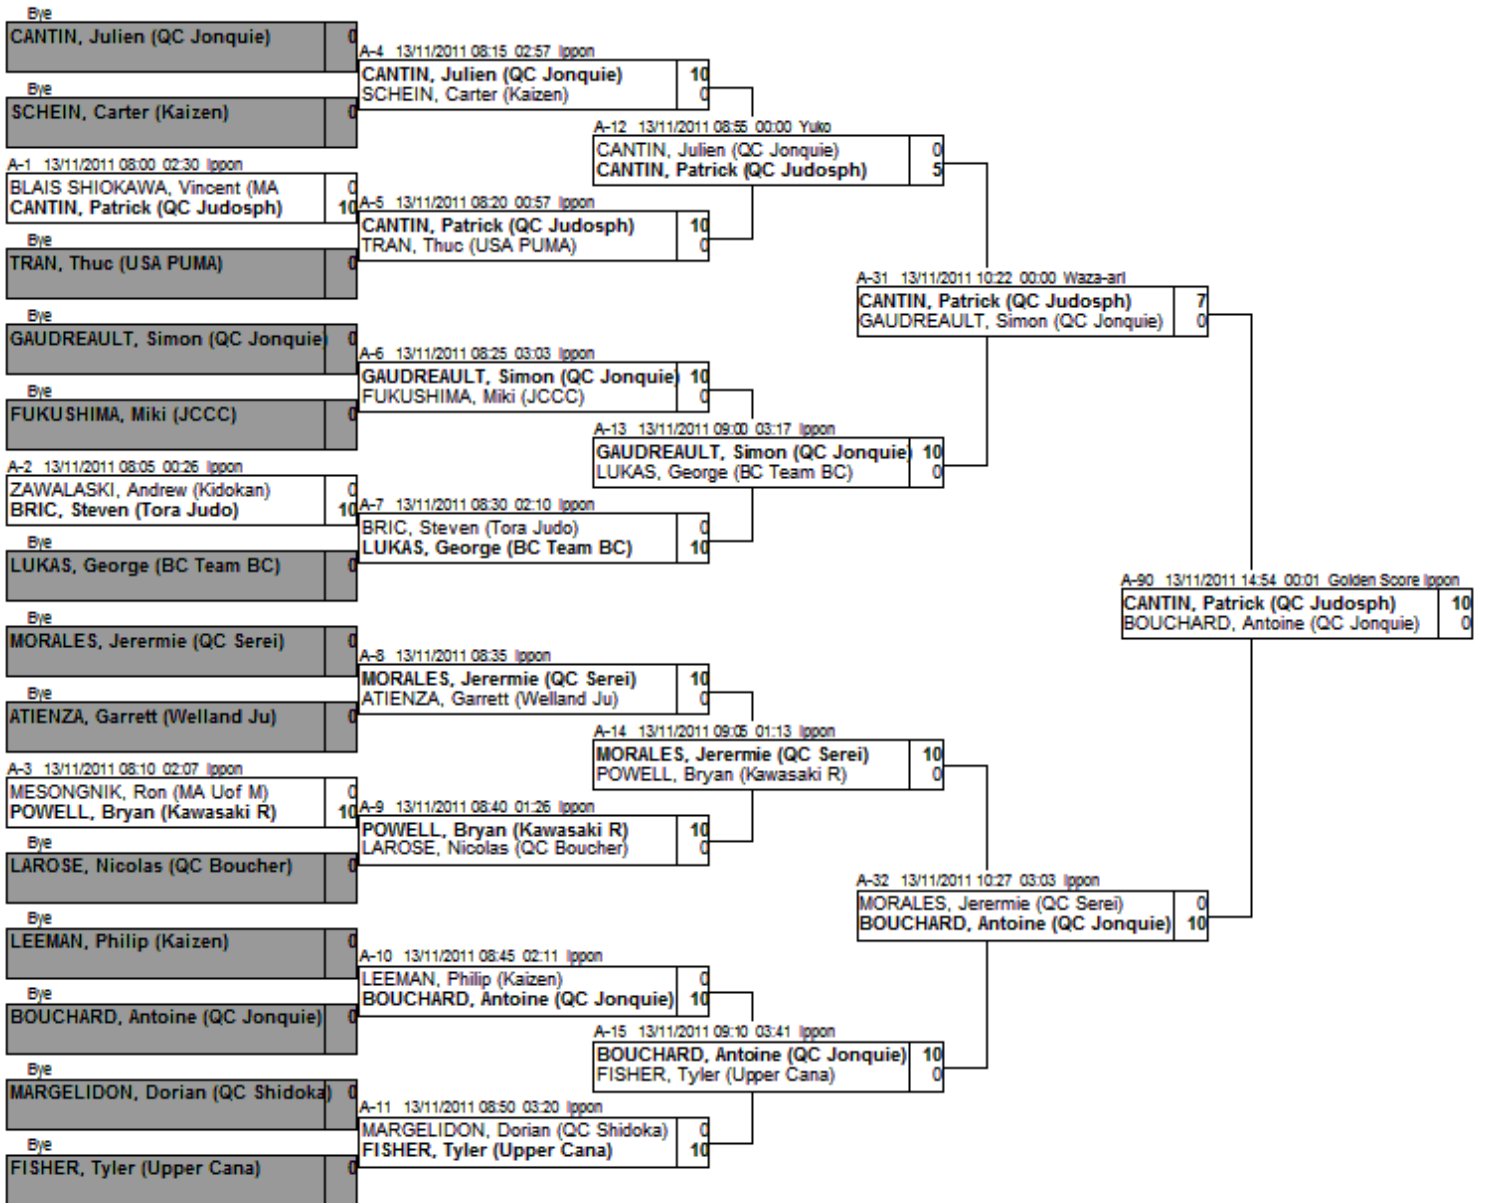 Bye
CANTIN, Julien (QC Jonquie) 0
Bye
SCHEIN, Carter (Kaizen) 0
A-1 13/11/2011 08:00 02:30 Ippon
BLAIS SHIOKAWA, Vincent (MA 0
CANTIN, Patrick (QC Judosph) 10
Bye
TRAN, Thuc (USA PUMA) 0
Bye
GAUDREAULT, Simon (QC Jonquie) 0
Bye
FUKUSHIMA, Miki (JCCC) 0
A-2 13/11/2011 08:05 00:26 Ippon
ZAWALASKI, Andrew (Kidokan) 0
BRIC, Steven (Tora Judo) 10
Bye
LUKAS, George (BC Team BC) 0
Bye
MORALES, Jerermie (QC Serei) 0
Bye
ATIENZA, Garrett (Welland Ju) 0
A-3 13/11/2011 08:10 02:07 Ippon
MESONGNIK, Ron (MA Uof M) 0
POWELL, Bryan (Kawasaki R) 10
Bye
LAROSE, Nicolas (QC Boucher) 0
Bye
LEEMAN, Philip (Kaizen) 0
Bye
BOUCHARD, Antoine (QC Jonquie) 0
Bye
MARGELIDON, Dorian (QC Shidoka) 0
Bye
FISHER, Tyler (Upper Cana) 0
A-4 13/11/2011 08:15 02:57 Ippon
CANTIN, Julien (QC Jonquie) 10
SCHEIN, Carter (Kaizen) 0
A-5 13/11/2011 08:20 00:57 Ippon
CANTIN, Patrick (QC Judosph) 10
TRAN, Thuc (USA PUMA) 0
A-6 13/11/2011 08:25 03:03 Ippon
GAUDREAULT, Simon (QC Jonquie) 10
FUKUSHIMA, Miki (JCCC) 0
A-7 13/11/2011 08:30 02:10 Ippon
BRIC, Steven (Tora Judo) 0
LUKAS, George (BC Team BC) 10
A-8 13/11/2011 08:35 Ippon
MORALES, Jerermie (QC Serei) 10
ATIENZA, Garrett (Welland Ju) 0
A-9 13/11/2011 08:40 01:26 Ippon
POWELL, Bryan (Kawasaki R) 10
LAROSE, Nicolas (QC Boucher) 0
A-10 13/11/2011 08:45 02:11 Ippon
LEEMAN, Philip (Kaizen) 0
BOUCHARD, Antoine (QC Jonquie) 10
A-11 13/11/2011 08:50 03:20 Ippon
MARGELIDON, Dorian (QC Shidoka) 0
FISHER, Tyler (Upper Cana) 10
A-12 13/11/2011 08:55 00:00 Yuko
CANTIN, Julien (QC Jonquie) 0
CANTIN, Patrick (QC Judosph) 5
A-13 13/11/2011 09:00 03:17 Ippon
GAUDREAULT, Simon (QC Jonquie) 10
LUKAS, George (BC Team BC) 0
A-14 13/11/2011 09:05 01:13 Ippon
MORALES, Jerermie (QC Serei) 10
POWELL, Bryan (Kawasaki R) 0
A-15 13/11/2011 09:10 03:41 Ippon
BOUCHARD, Antoine (QC Jonquie) 10
FISHER, Tyler (Upper Cana) 0
A-31 13/11/2011 10:22 00:00 Waza-ari
CANTIN, Patrick (QC Judosph) 7
GAUDREAULT, Simon (QC Jonquie) 0
A-32 13/11/2011 10:27 03:03 Ippon
MORALES, Jerermie (QC Serei) 0
BOUCHARD, Antoine (QC Jonquie) 10
A-90 13/11/2011 14:54 00:01 Golden Score Ippon
CANTIN, Patrick (QC Judosph) 10
BOUCHARD, Antoine (QC Jonquie) 0